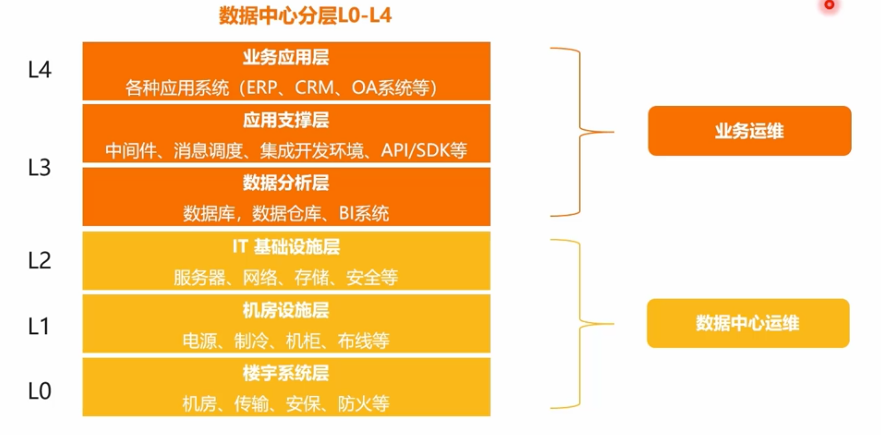 数据中心分层L0-L4
L4
业务应用层
各种应用系统（ERP、CRM、OA系统等）
L3
应用支撑层
中间件、消息调度、集成开发环境、API/SDK等
数据分析层
数据库，数据仓库、BI系统
业务运维
L2
IT 基础设施层
服务器、网络、存储、安全等
L1
机房设施层
电源、制冷、机柜、布线等
L0
楼宇系统层
机房、传输、安保、防火等
数据中心运维